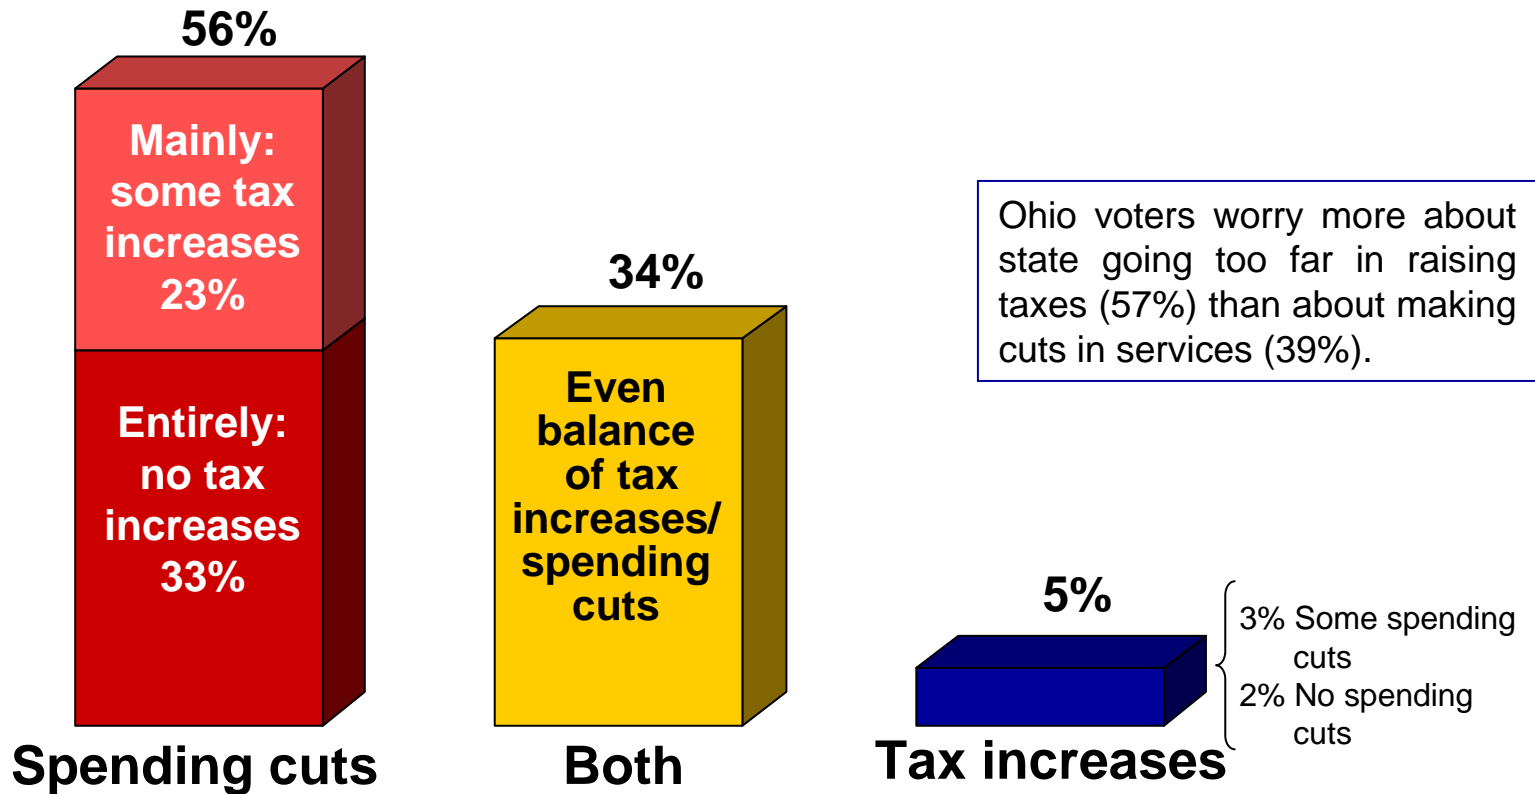 56%
Mainly:
some tax
increases
23%
Entirely:
no tax
increases
33%
Spending cuts
34%
Even
balance
of tax
increases/
spending
cuts
Both
Ohio voters worry more about
state going too far in raising
taxes (57%) than about making
cuts in services (39%).
5%
3% Some spending
cuts
2% No spending
cuts
Tax increases